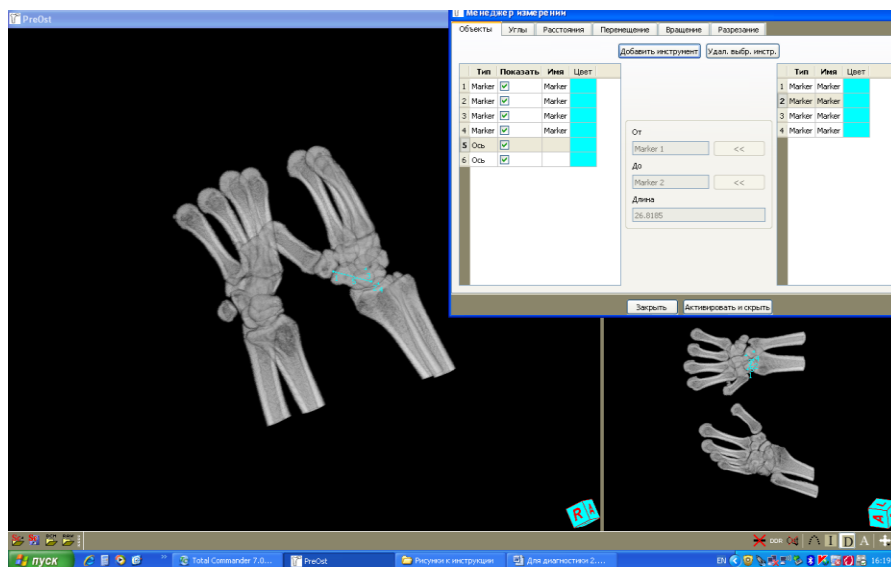 PreOst
Менеджер измерений
Объекты Углы Расстояния Перемещение Вращение Разрезание
Добавить инструмент Удал. выбр. инстр.
Тип Показать Имя Цвет
1 Marker Marker
2 Marker Marker
3 Marker Marker
4 Marker Marker
5 Ось
6 Ось
От
Marker 1 <<
До
Marker 2 <<
Длина
26.8185
Тип Имя Цвет
1 Marker Marker
2 Marker Marker
3 Marker Marker
4 Marker Marker
Закрыть Активировать и скрыть
R A
A L
DDR I D A
пуск Total Commander 7.0... PreOst Рисунки к инструкции Для диагностики 2.... EN 16:19